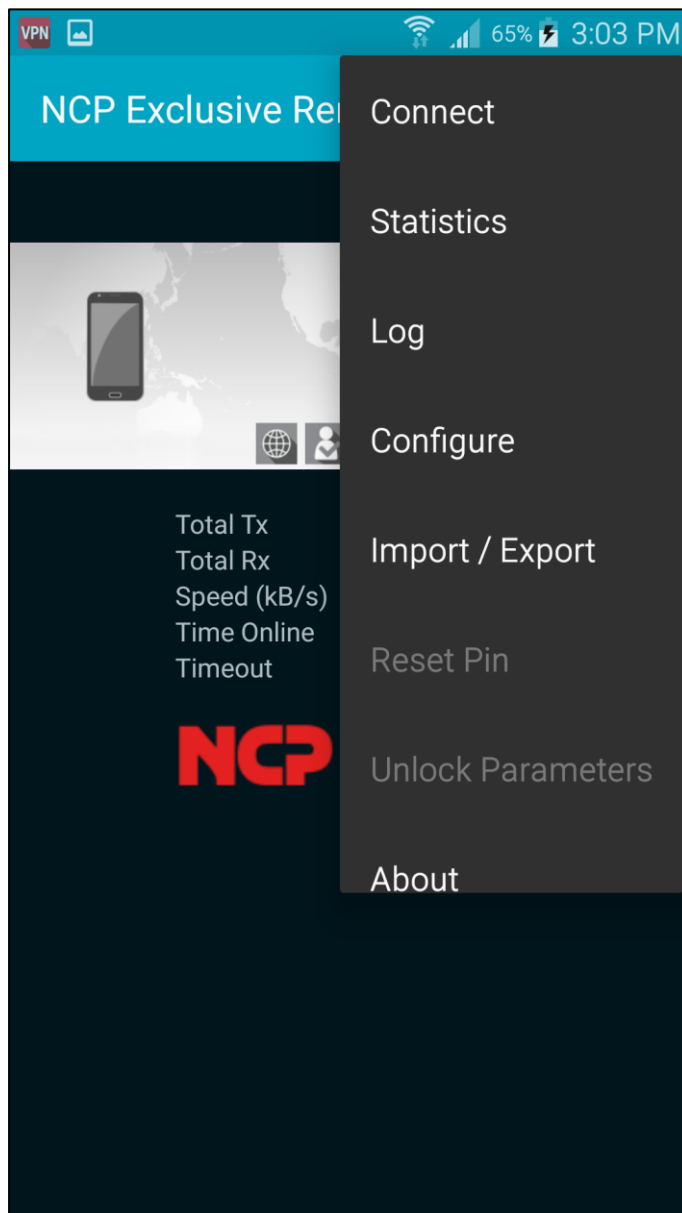 VPN 65% 3:03 PM
NCP Exclusive Rer
Connect
Statistics
Log
Configure
Import / Export
Reset Pin
Unlock Parameters
About
Total Tx
Total Rx
Speed (kB/s)
Time Online
Timeout
NCP